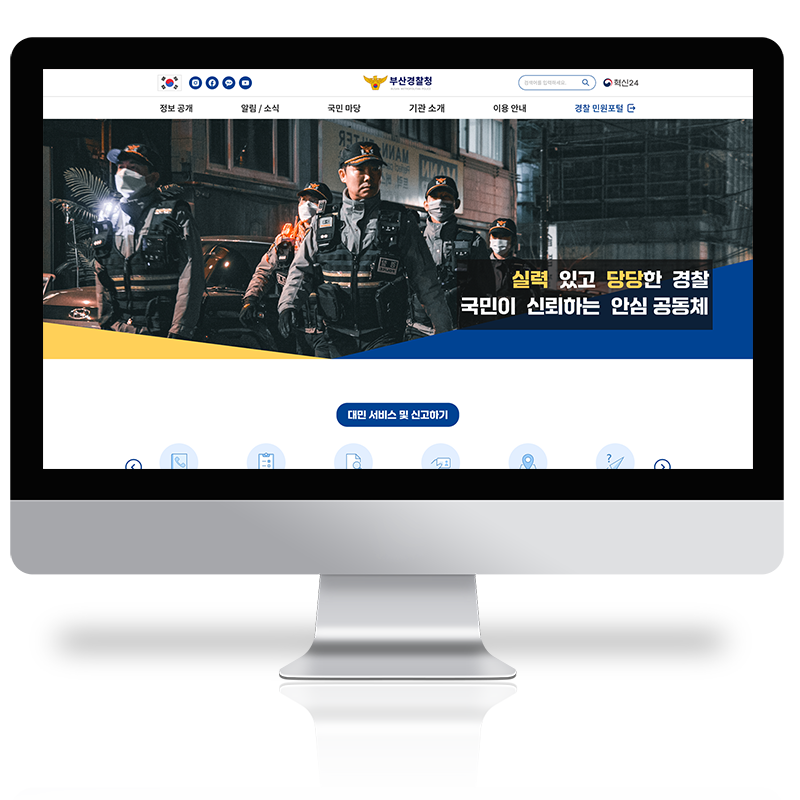 부산경찰청
검색어를 입력하세요.
혁신24
정보 공개
알림 / 소식
국민 마당
기관 소개
이용 안내
경찰 민원포털
MANN
실력 있고 당당한 경찰
국민이 신뢰하는 안심 공동체
대민 서비스 및 신고하기
?